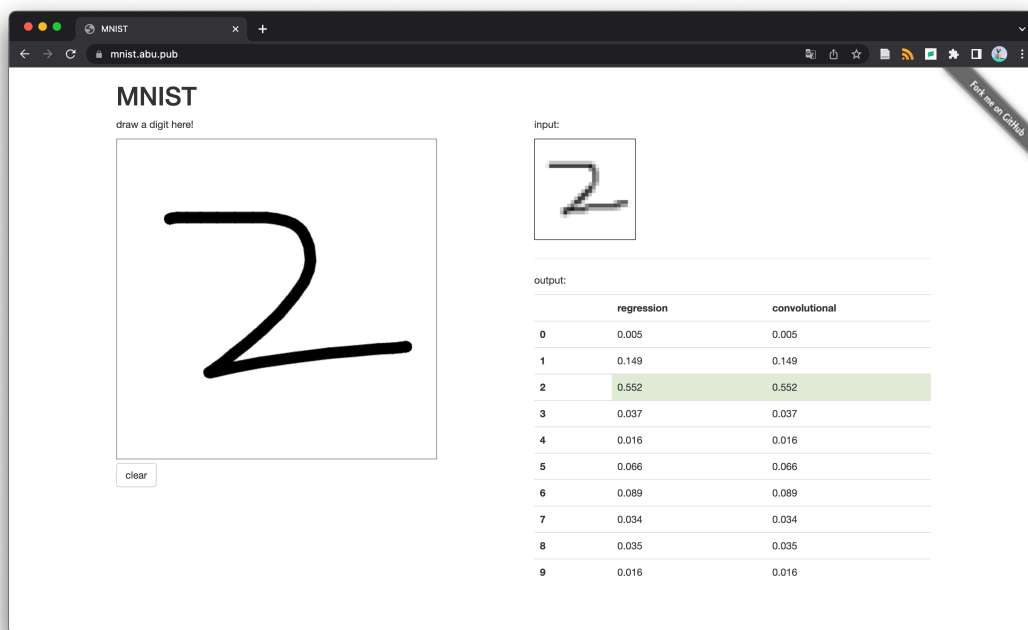 MNIST
mnist.abu.pub
Fork me on GitHub
MNIST
draw a digit here!
2
clear
input:
2
output:
regression convolutional
0 0.005 0.005
1 0.149 0.149
2 0.552 0.552
3 0.037 0.037
4 0.016 0.016
5 0.066 0.066
6 0.089 0.089
7 0.034 0.034
8 0.035 0.035
9 0.016 0.016